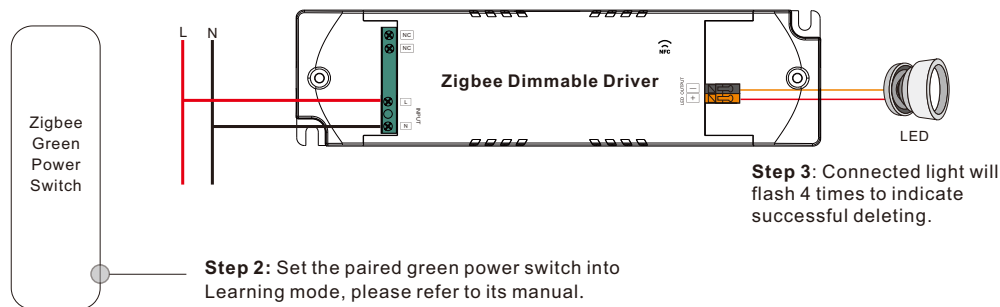 L N
NC
NC
NFC
Zigbee Dimmable Driver
L
INPUT
N
LED OUTPUT
—
+
LED
Zigbee
Green
Power
Switch
Step 3: Connected light will
flash 4 times to indicate
successful deleting.
Step 2: Set the paired green power switch into
Learning mode, please refer to its manual.